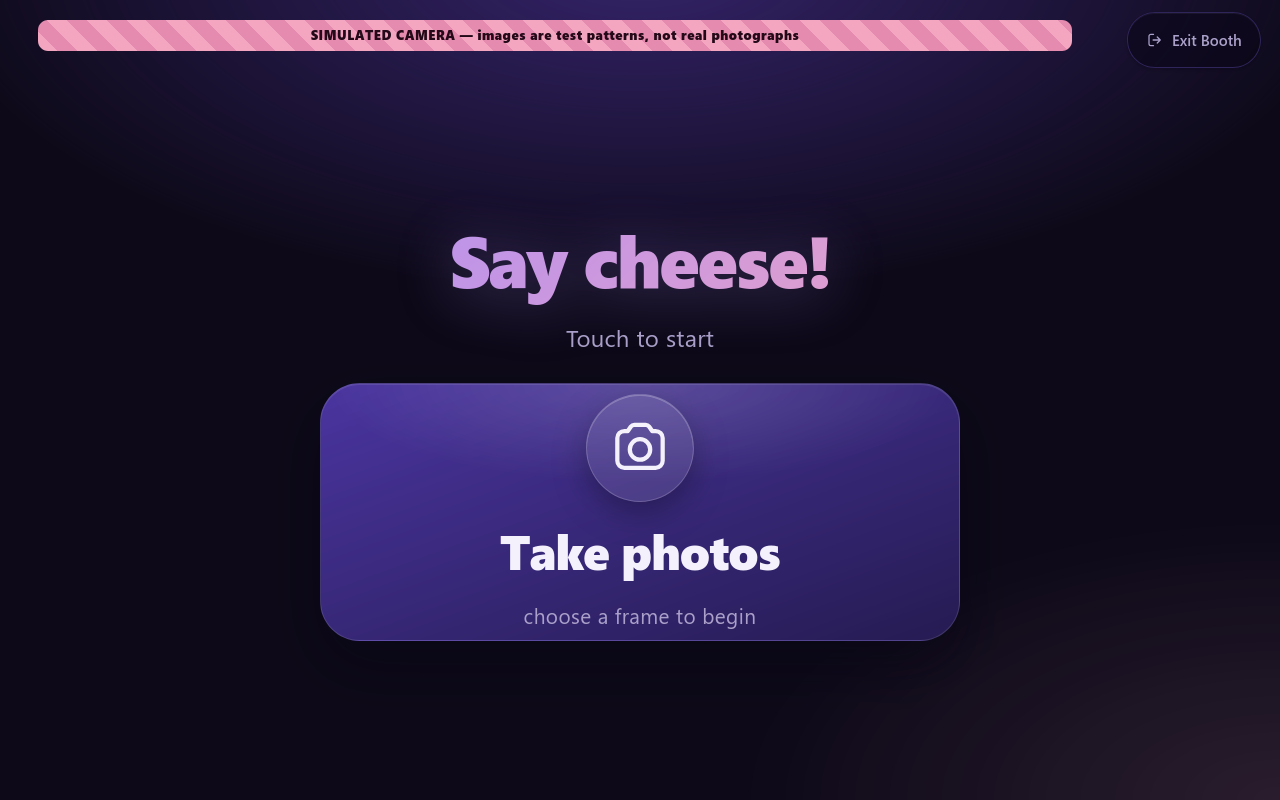 SIMULATED CAMERA — images are test patterns, not real photographs
Exit Booth
Say cheese!
Touch to start
Take photos
choose a frame to begin